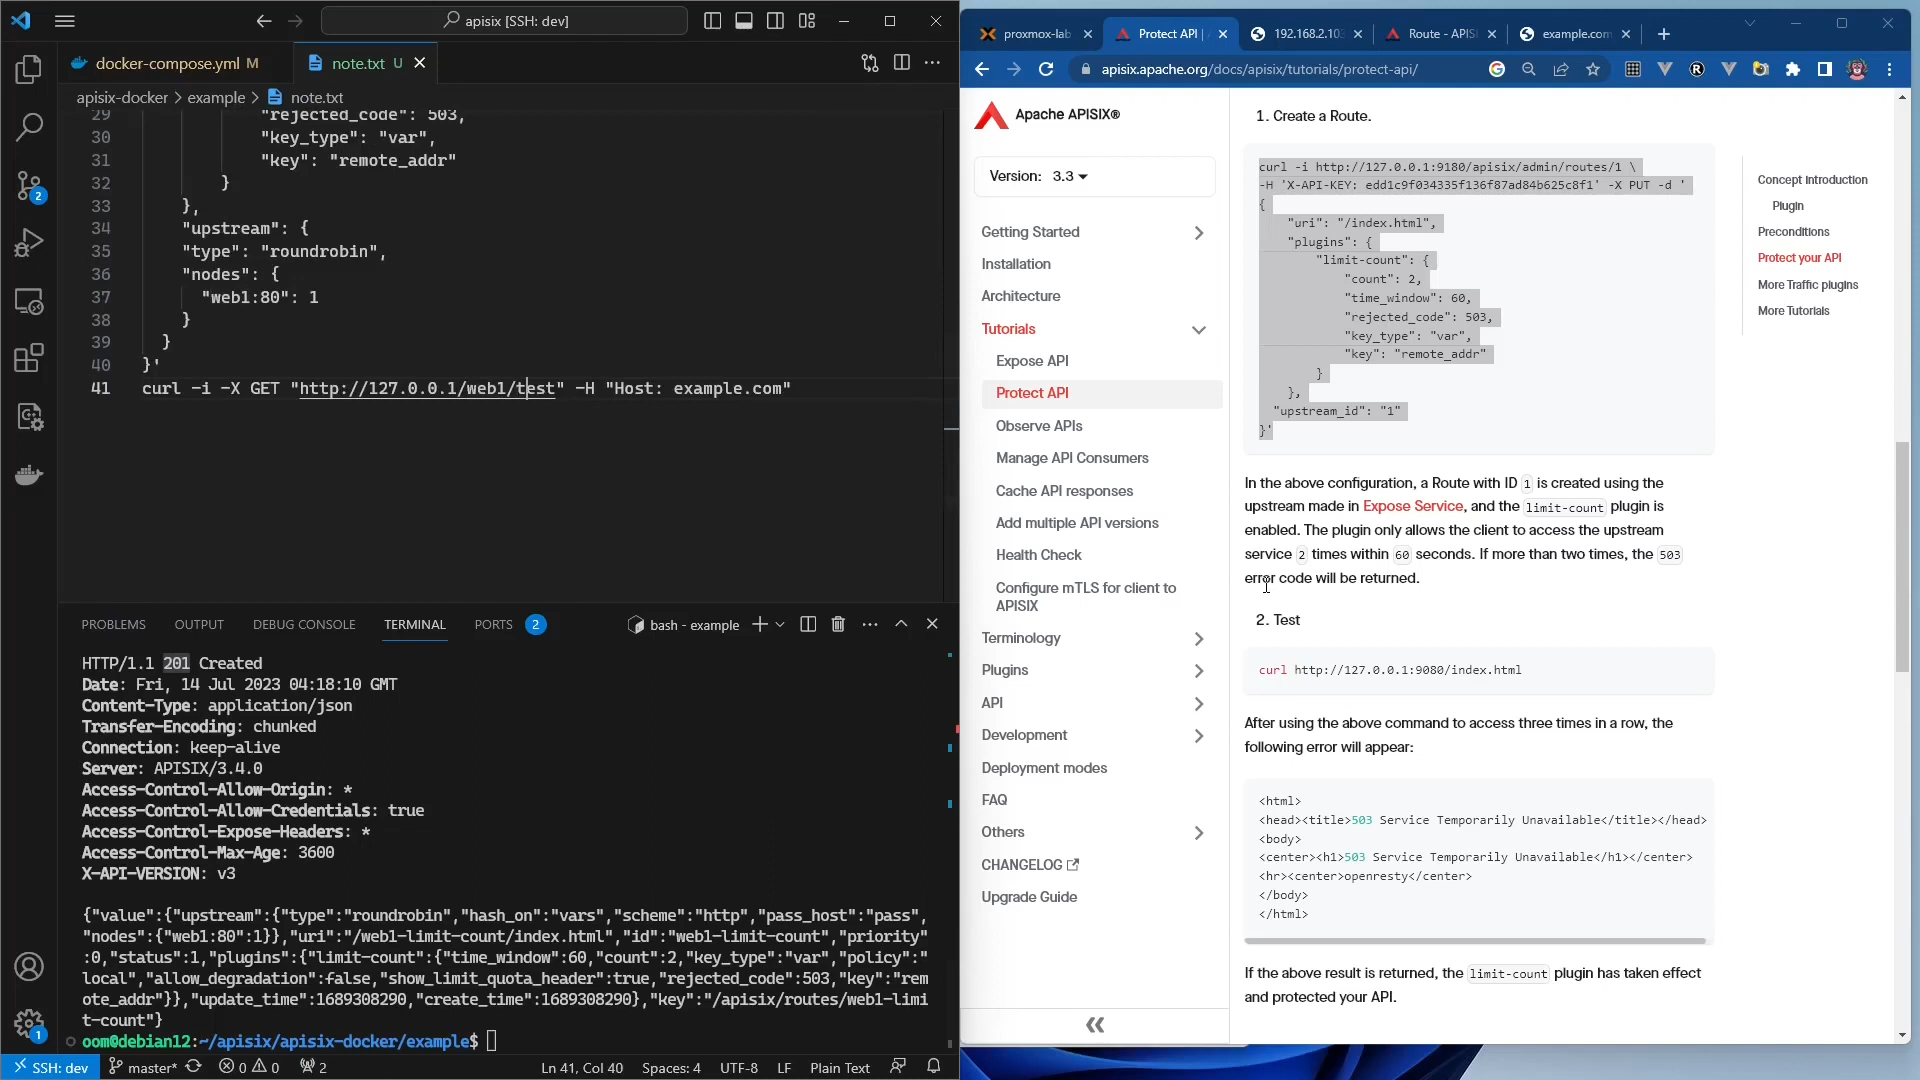 apisix [SSH: dev]
docker-compose.yml M
note.txt U
apisix-docker > example > note.txt
29 "rejected_code": 503,
30 "key_type": "var",
31 "key": "remote_addr"
32 }
33 },
34 "upstream": {
35 "type": "roundrobin",
36 "nodes": {
37 "web1:80": 1
38 }
39 }
40 }'
41 curl -i -X GET "http://127.0.0.1/web1/test" -H "Host: example.com"
PROBLEMS OUTPUT DEBUG CONSOLE TERMINAL PORTS 2 bash - example
HTTP/1.1 201 Created
Date: Fri, 14 Jul 2023 04:18:10 GMT
Content-Type: application/json
Transfer-Encoding: chunked
Connection: keep-alive
Server: APISIX/3.4.0
Access-Control-Allow-Origin: *
Access-Control-Allow-Credentials: true
Access-Control-Expose-Headers: *
Access-Control-Max-Age: 3600
X-API-VERSION: v3
{"value":{"upstream":{"type":"roundrobin","hash_on":"vars","scheme":"http","pass_host":"pass",
"nodes":{"web1:80":1}},"uri":"/web1-limit-count/index.html","id":"web1-limit-count","priority"
:0,"status":1,"plugins":{"limit-count":{"time_window":60,"count":2,"key_type":"var","policy":"
local","allow_degradation":false,"show_limit_quota_header":true,"rejected_code":503,"key":"rem
ote_addr"}},"update_time":1689308290,"create_time":1689308290},"key":"/apisix/routes/web1-limi
t-count"}
oom@debian12:~/apisix/apisix-docker/example$
2
1
SSH: dev master* 0 0 2 Ln 41, Col 40 Spaces: 4 UTF-8 LF Plain Text
proxmox-lab
Protect API |
192.168.2.103
Route - APIS
example.com
apisix.apache.org/docs/apisix/tutorials/protect-api/
Apache APISIX®
Version: 3.3
Getting Started
Installation
Architecture
Tutorials
Expose API
Protect API
Observe APIs
Manage API Consumers
Cache API responses
Add multiple API versions
Health Check
Configure mTLS for client to
APISIX
Terminology
Plugins
API
Development
Deployment modes
FAQ
Others
CHANGELOG
Upgrade Guide
1. Create a Route.
curl -i http://127.0.0.1:9180/apisix/admin/routes/1 \
-H 'X-API-KEY: edd1c9f034335f136f87ad84b625c8f1' -X PUT -d '
{
"uri": "/index.html",
"plugins": {
"limit-count": {
"count": 2,
"time_window": 60,
"rejected_code": 503,
"key_type": "var",
"key": "remote_addr"
}
},
"upstream_id": "1"
}'
In the above configuration, a Route with ID 1 is created using the
upstream made in Expose Service, and the limit-count plugin is
enabled. The plugin only allows the client to access the upstream
service 2 times within 60 seconds. If more than two times, the 503
error code will be returned.
2. Test
curl http://127.0.0.1:9080/index.html
After using the above command to access three times in a row, the
following error will appear:
<html>
<head><title>503 Service Temporarily Unavailable</title></head>
<body>
<center><h1>503 Service Temporarily Unavailable</h1></center>
<hr><center>openresty</center>
</body>
</html>
If the above result is returned, the limit-count plugin has taken effect
and protected your API.
Concept Introduction
Plugin
Preconditions
Protect your API
More Traffic plugins
More Tutorials